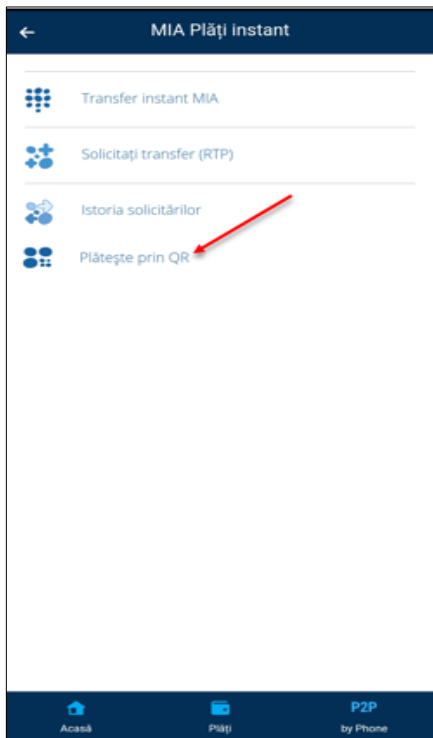 MIA Plăți instant
Transfer instant MIA
Solicitați transfer (RTP)
Istoria solicitărilor
Plătește prin QR
P2P
Acasă Plăți by Phone